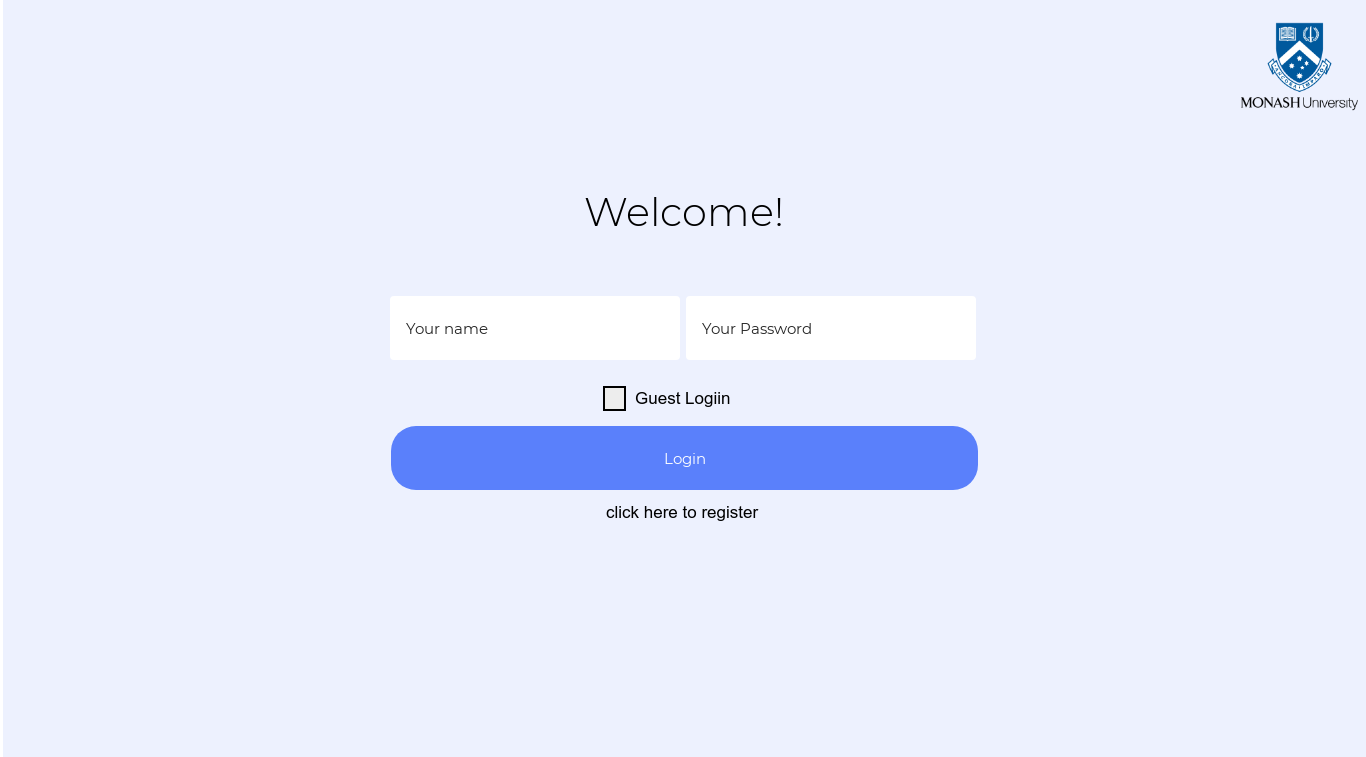 MONASH University
Welcome!
Your name
Your Password
Guest Logiin
Login
click here to register